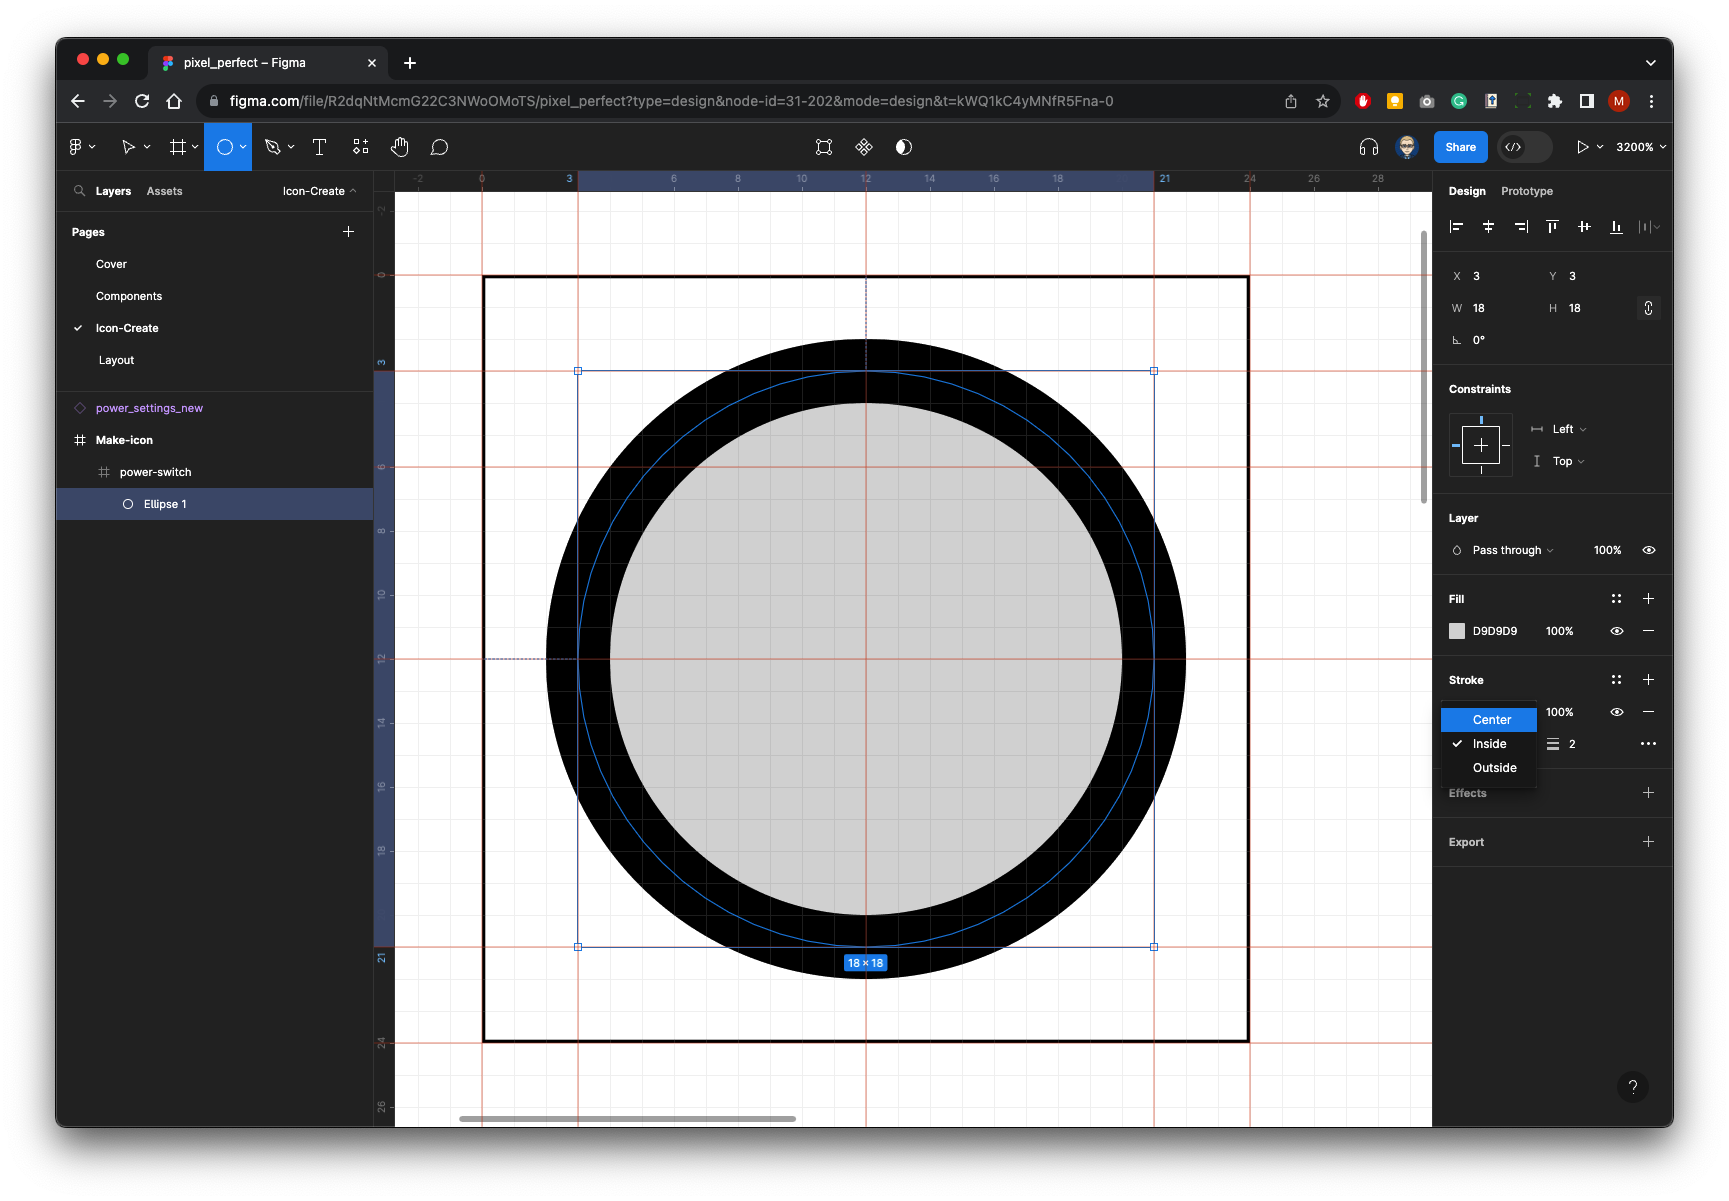 pixel_perfect – Figma
figma.com/file/R2dqNtMcmG22C3NWoOMoTS/pixel_perfect?type=design&node-id=31-202&mode=design&t=kWQ1kC4yMNfR5Fna-0
M
Share
3200%
Layers Assets Icon-Create
Pages
Cover
Components
Icon-Create
Layout
power_settings_new
Make-icon
power-switch
Ellipse 1
-2 0 3 6 8 10 12 14 16 18 21 24 26 28
-2
0
3
6
8
10
12
14
16
18
21
24
26
18 × 18
Design Prototype
X 3 Y 3
W 18 H 18
0°
Constraints
Left
Top
Layer
Pass through 100%
Fill
D9D9D9 100%
Stroke
100%
Center
Inside 2
Outside
Effects
Export
?